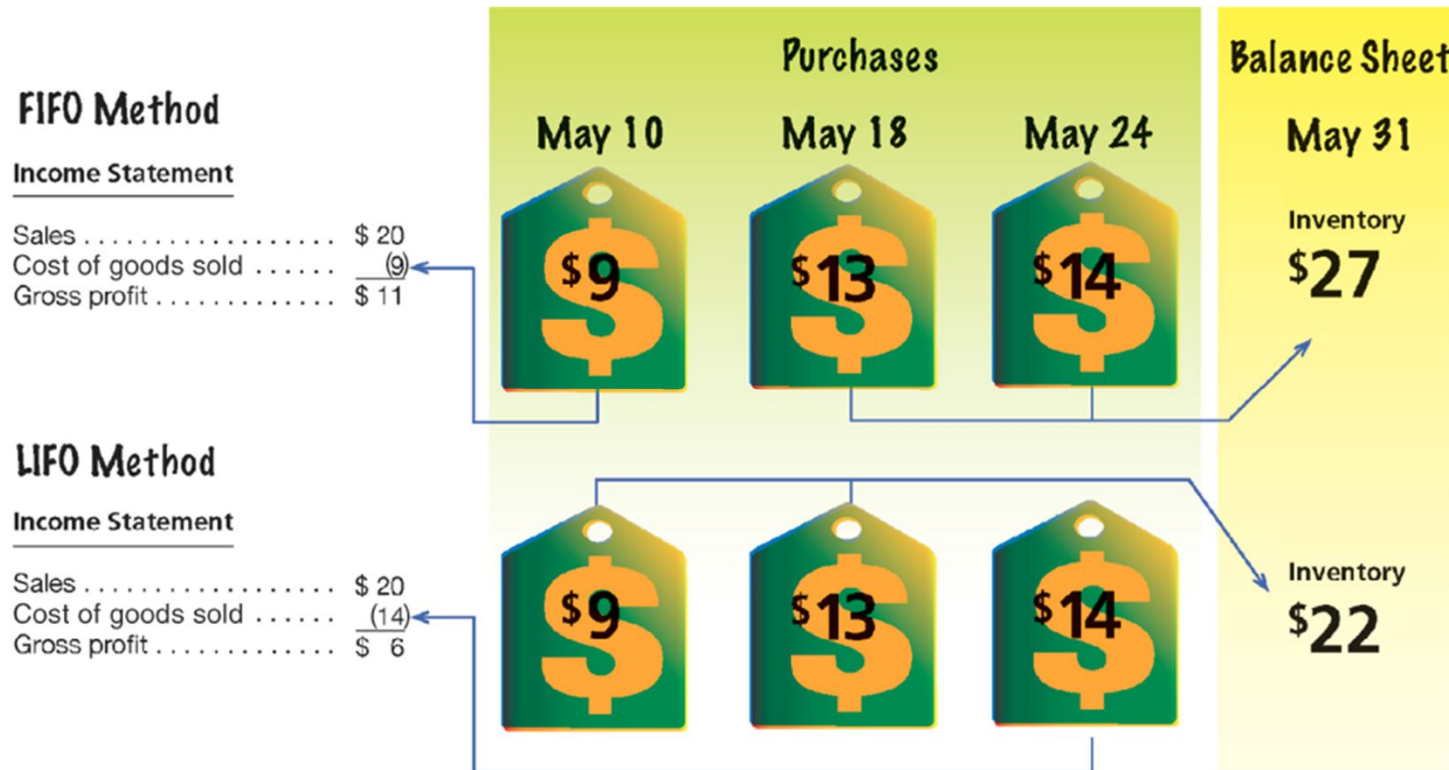 Purchases
Balance Sheet
FIFO Method
May 10
May 18
May 24
May 31
Income Statement
Sales . . . . . . . . . . . . . . . . . . $ 20
Cost of goods sold . . . . . . (9)
Gross profit . . . . . . . . . . . . . $ 11
$9
$13
$14
Inventory
$27
LIFO Method
Income Statement
Sales . . . . . . . . . . . . . . . . . . $ 20
Cost of goods sold . . . . . . (14)
Gross profit . . . . . . . . . . . . . $ 6
$9
$13
$14
Inventory
$22